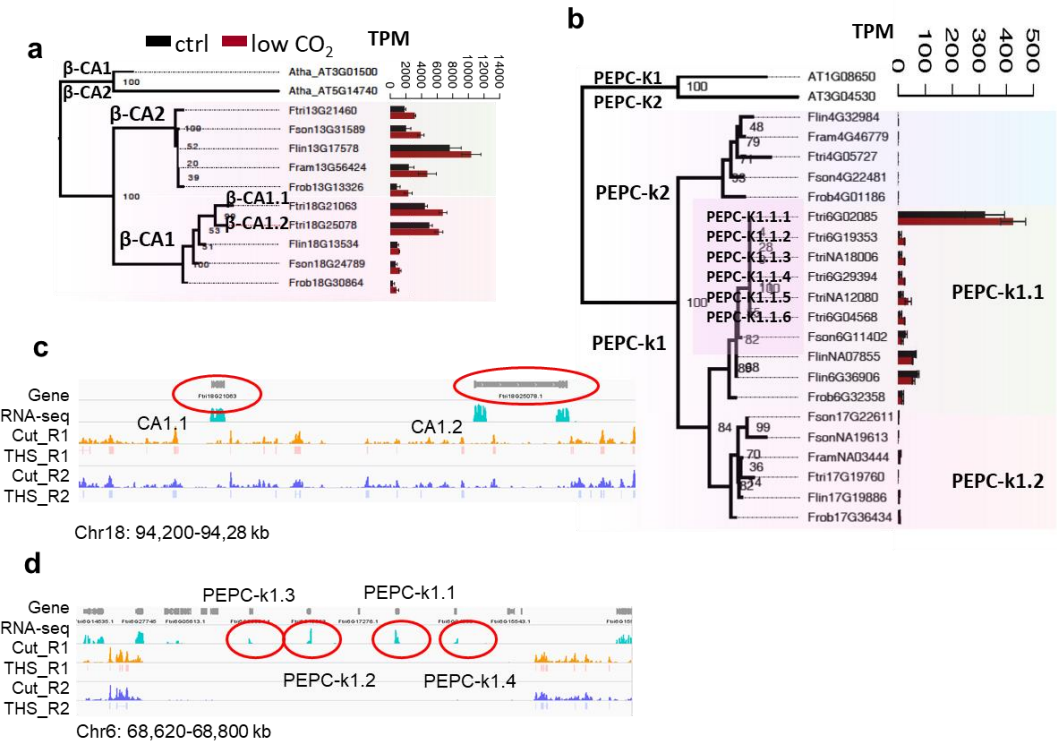 a
ctrl
low CO2
TPM
0
2000
4000
6000
8000
10000
12000
14000
β-CA1
Atha_AT3G01500
100
β-CA2
Atha_AT5G14740
β-CA2
Ftri13G21460
100
Fson13G31589
52
Flin13G17578
20
Fram13G56424
39
Frob13G13326
100
β-CA1.1
Ftri18G21063
β-CA1.2
53
Ftri18G25078
β-CA1
51
Flin18G13534
100
Fson18G24789
Frob18G30864
b
TPM
0
100
200
300
400
500
PEPC-K1
AT1G08650
100
PEPC-K2
AT3G04530
Flin4G32984
48
Fram4G46779
79
Ftri4G05727
71
Fson4G22481
PEPC-k2
Frob4G01186
PEPC-K1.1.1
Ftri6G02085
4
PEPC-K1.1.2
Ftri6G19353
28
PEPC-K1.1.3
FtriNA18006
PEPC-K1.1.4
Ftri6G29394
100
PEPC-K1.1.5
FtriNA12080
PEPC-k1.1
100
PEPC-K1.1.6
Ftri6G04568
82
Fson6G11402
PEPC-k1
FlinNA07855
Flin6G36906
Frob6G32358
Fson17G22611
84
99
FsonNA19613
70
FramNA03444
36
Ftri17G19760
PEPC-k1.2
Flin17G19886
Frob17G36434
c
Gene
Ftri18G21063
Ftri18G25078.1
RNA-seq
CA1.1
CA1.2
Cut_R1
THS_R1
Cut_R2
THS_R2
Chr18: 94,200-94,28 kb
d
PEPC-k1.3
PEPC-k1.1
Gene
RNA-seq
Cut_R1
THS_R1
PEPC-k1.2
PEPC-k1.4
Cut_R2
THS_R2
Chr6: 68,620-68,800 kb